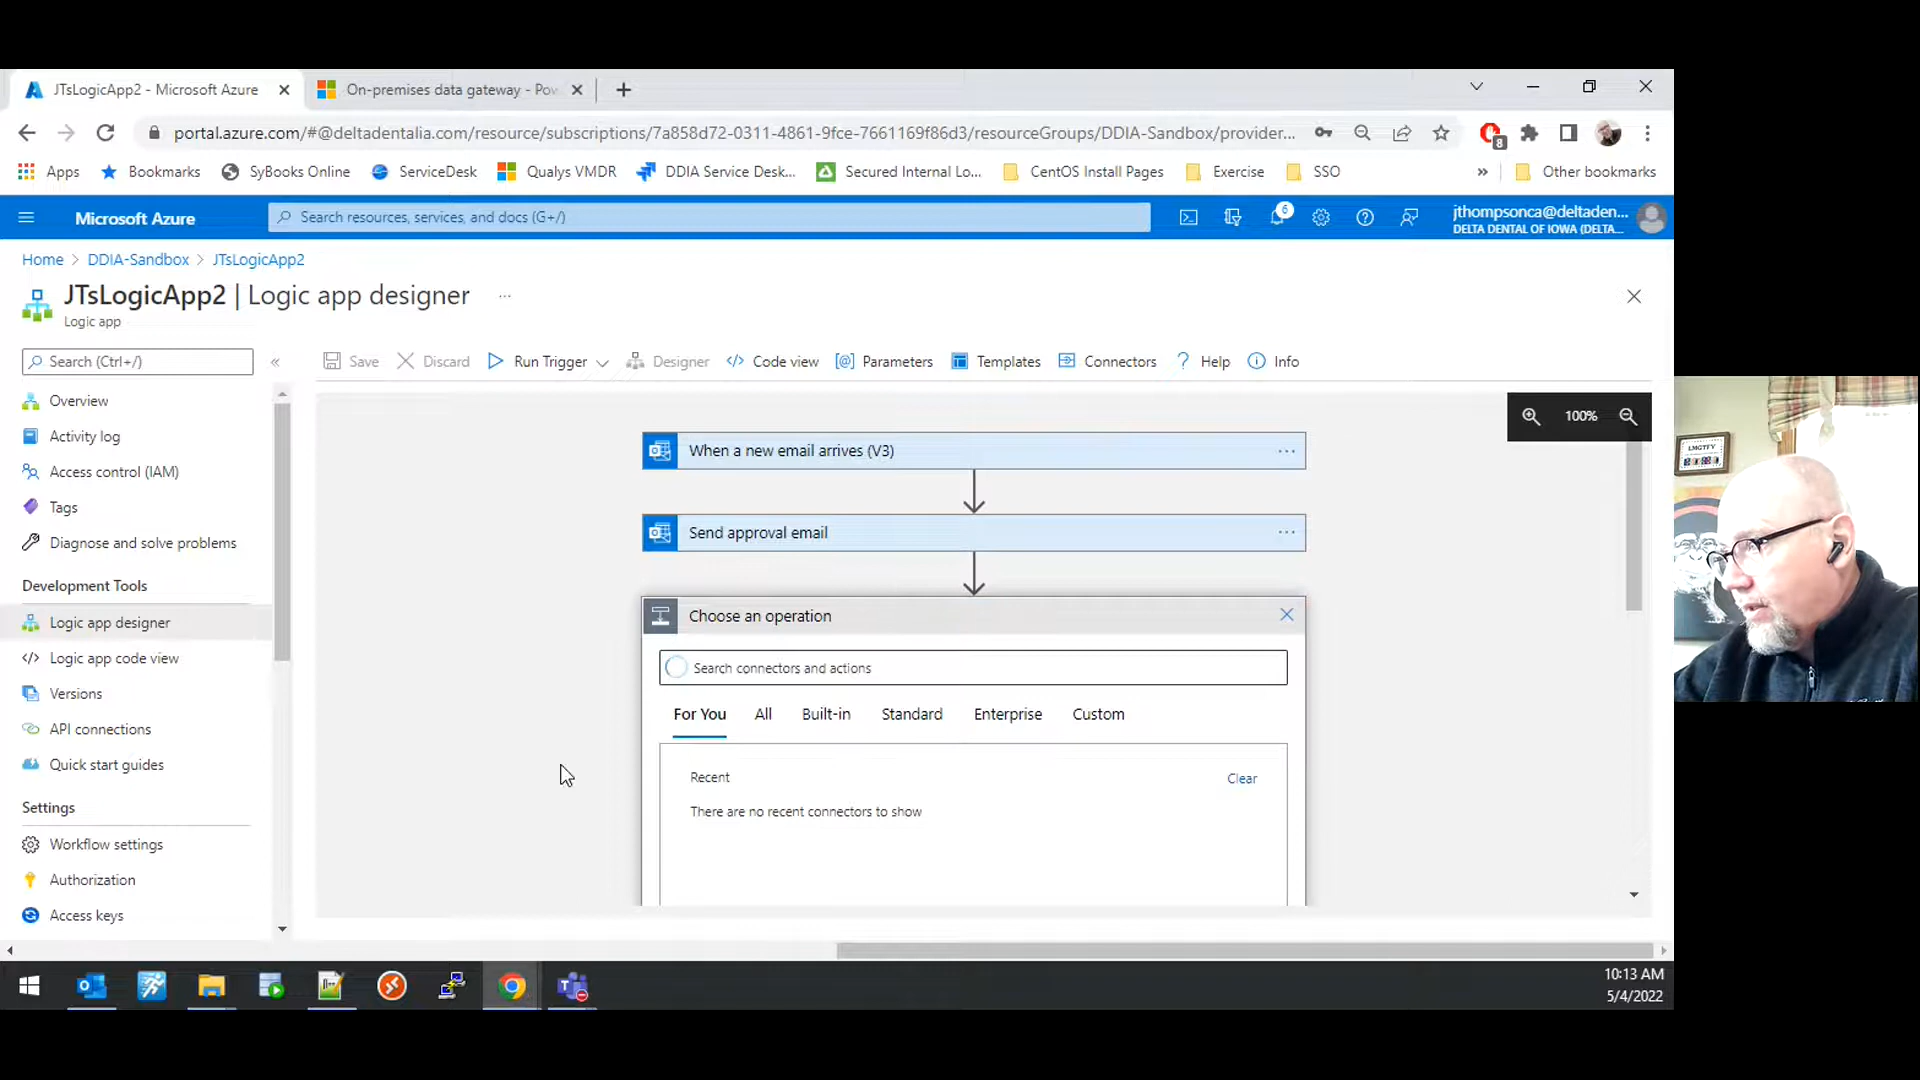 JTsLogicApp2 - Microsoft Azure
On-premises data gateway - Pow
portal.azure.com/#@deltadentalia.com/resource/subscriptions/7a858d72-0311-4861-9fce-7661169f86d3/resourceGroups/DDIA-Sandbox/provider...
8
Apps
Bookmarks
SyBooks Online
ServiceDesk
Qualys VMDR
DDIA Service Desk...
Secured Internal Lo...
CentOS Install Pages
Exercise
SSO
»
Other bookmarks
Microsoft Azure
Search resources, services, and docs (G+/)
6
jthompsonca@deltaden...
DELTA DENTAL OF IOWA (DELTA...
Home > DDIA-Sandbox > JTsLogicApp2
JTsLogicApp2 | Logic app designer ...
Logic app
Search (Ctrl+/)
«
Save
Discard
Run Trigger
Designer
Code view
Parameters
Templates
Connectors
Help
Info
Overview
Activity log
Access control (IAM)
Tags
Diagnose and solve problems
Development Tools
Logic app designer
Logic app code view
Versions
API connections
Quick start guides
Settings
Workflow settings
Authorization
Access keys
100%
When a new email arrives (V3)
Send approval email
Choose an operation
Search connectors and actions
For You
All
Built-in
Standard
Enterprise
Custom
Recent
Clear
There are no recent connectors to show
LMGTFY
10:13 AM
5/4/2022